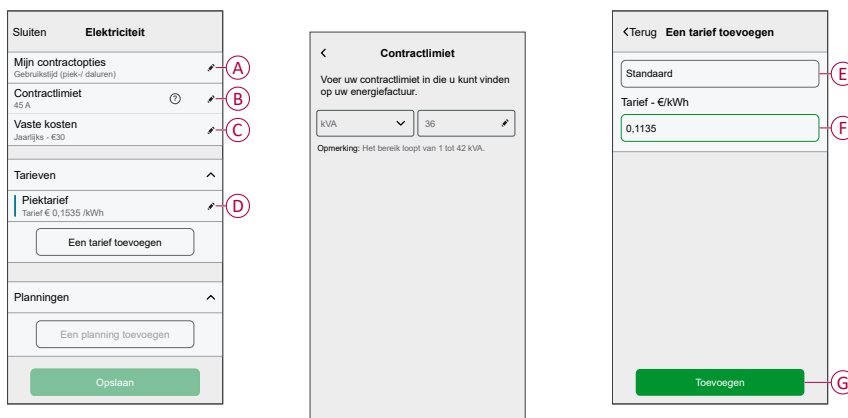 Sluiten Elektriciteit
Mijn contractopties
Gebruikstijd (piek-/ daluren)
A
Contractlimiet
45 A
?
B
Vaste kosten
Jaarlijks - €30
C
Tarieven
Piektarief
Tarief € 0,1535 /kWh
D
Een tarief toevoegen
Planningen
Een planning toevoegen
Opslaan
Contractlimiet
Voer uw contractlimiet in die u kunt vinden
op uw energiefactuur.
kVA 36
Opmerking: Het bereik loopt van 1 tot 42 kVA.
Terug Een tarief toevoegen
Standaard
E
Tarief - €/kWh
0,1135
F
Toevoegen
G